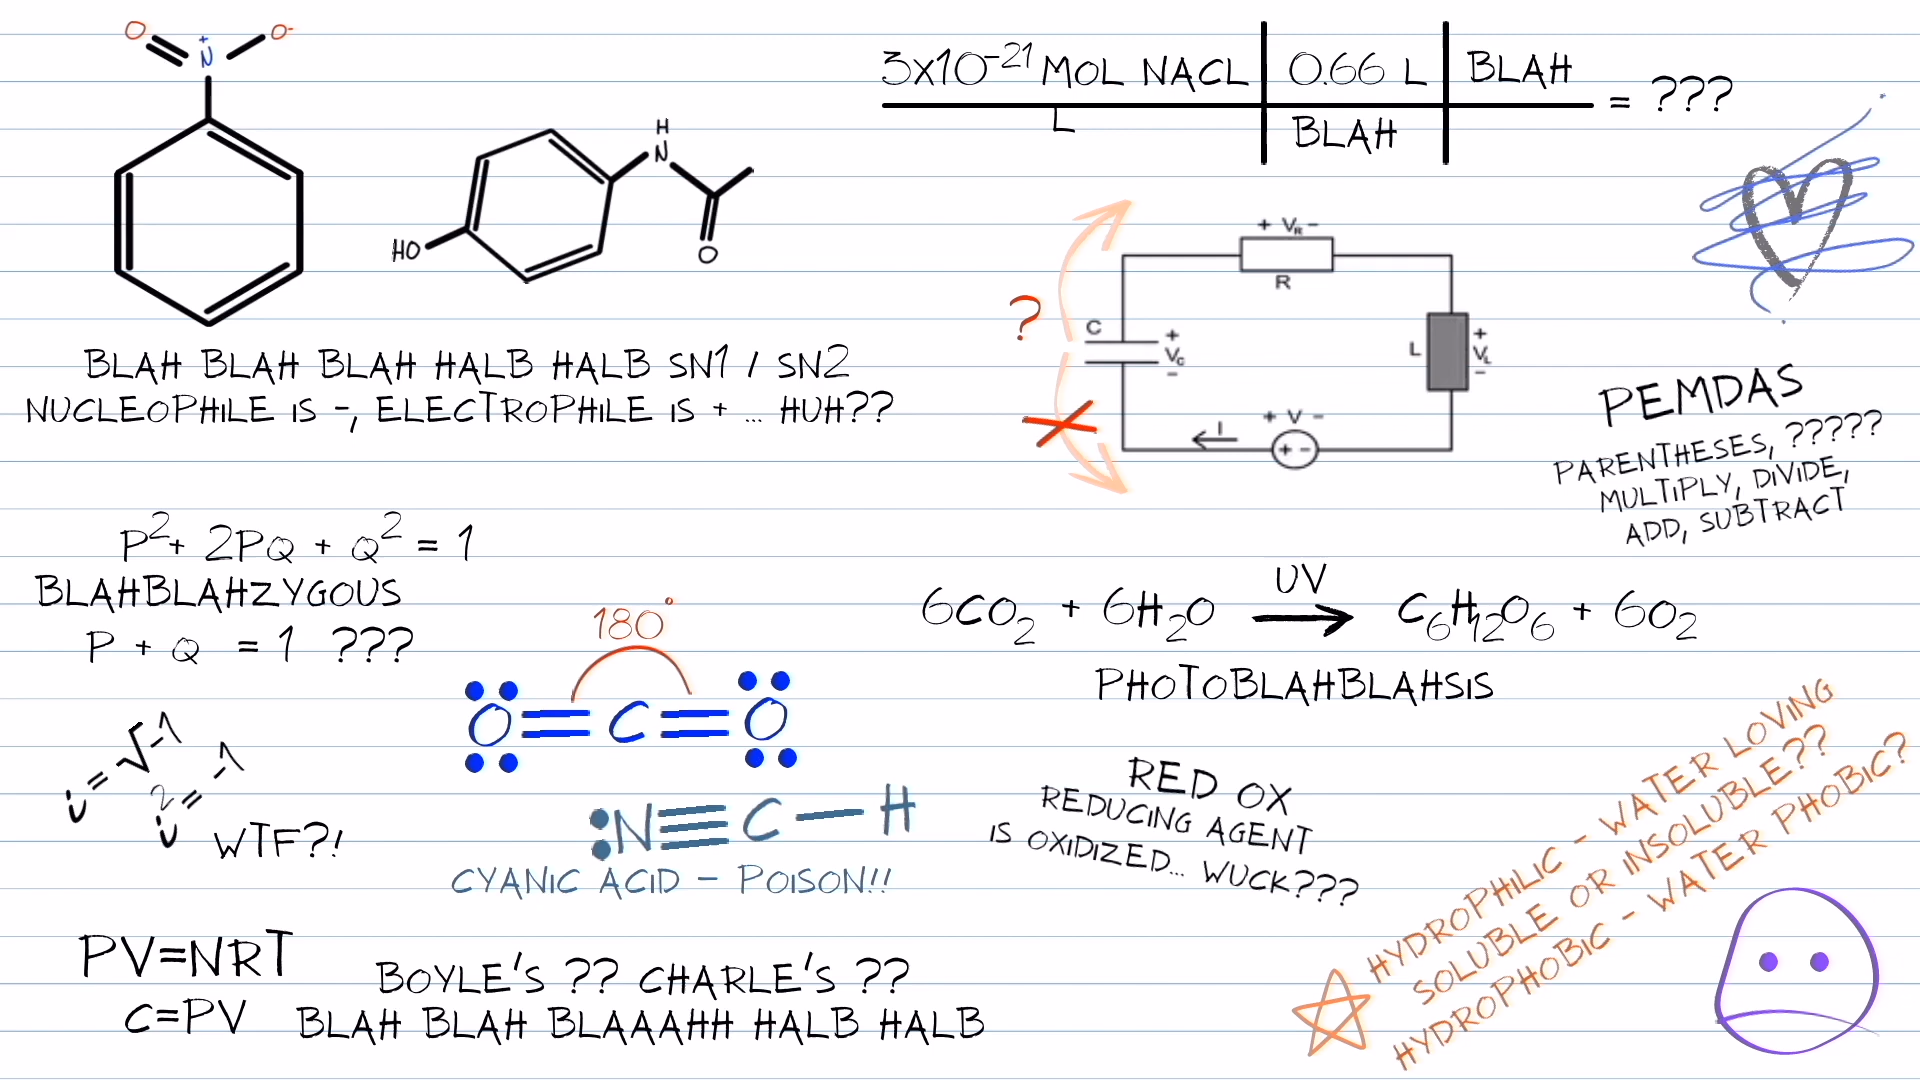 O N+ O-
H
N
HO
O
3x10^-21 MOL NACL | 0.66 L | BLAH
L | BLAH
= ???
BLAH BLAH BLAH HALB HALB SN1 / SN2
NUCLEOPHILE IS -, ELECTROPHILE IS + ... HUH??
+ VR -
R
?
C
+
Vc
-
L
+
VL
-
+ V -
I
+ -
PEMDAS
PARENTHESES, ?????
MULTIPLY, DIVIDE,
ADD, SUBTRACT
P² + 2PQ + Q² = 1
BLAHBLAHZYGOUS
P + Q = 1 ???
180°
O=C=O
6CO₂ + 6H₂O UV → C₆H₁₂O₆ + 6O₂
PHOTOBLAHBLAHSIS
i = √-1
i² = -1
WTF?!
:N≡C—H
CYANIC ACID - POISON!!
RED OX
REDUCING AGENT
IS OXIDIZED... WUCK???
HYDROPHILIC - WATER LOVING
SOLUBLE OR INSOLUBLE??
HYDROPHOBIC - WATER PHOBIC?
PV=NRT
C=PV
BOYLE'S ?? CHARLE'S ??
BLAH BLAH BLAAAHH HALB HALB